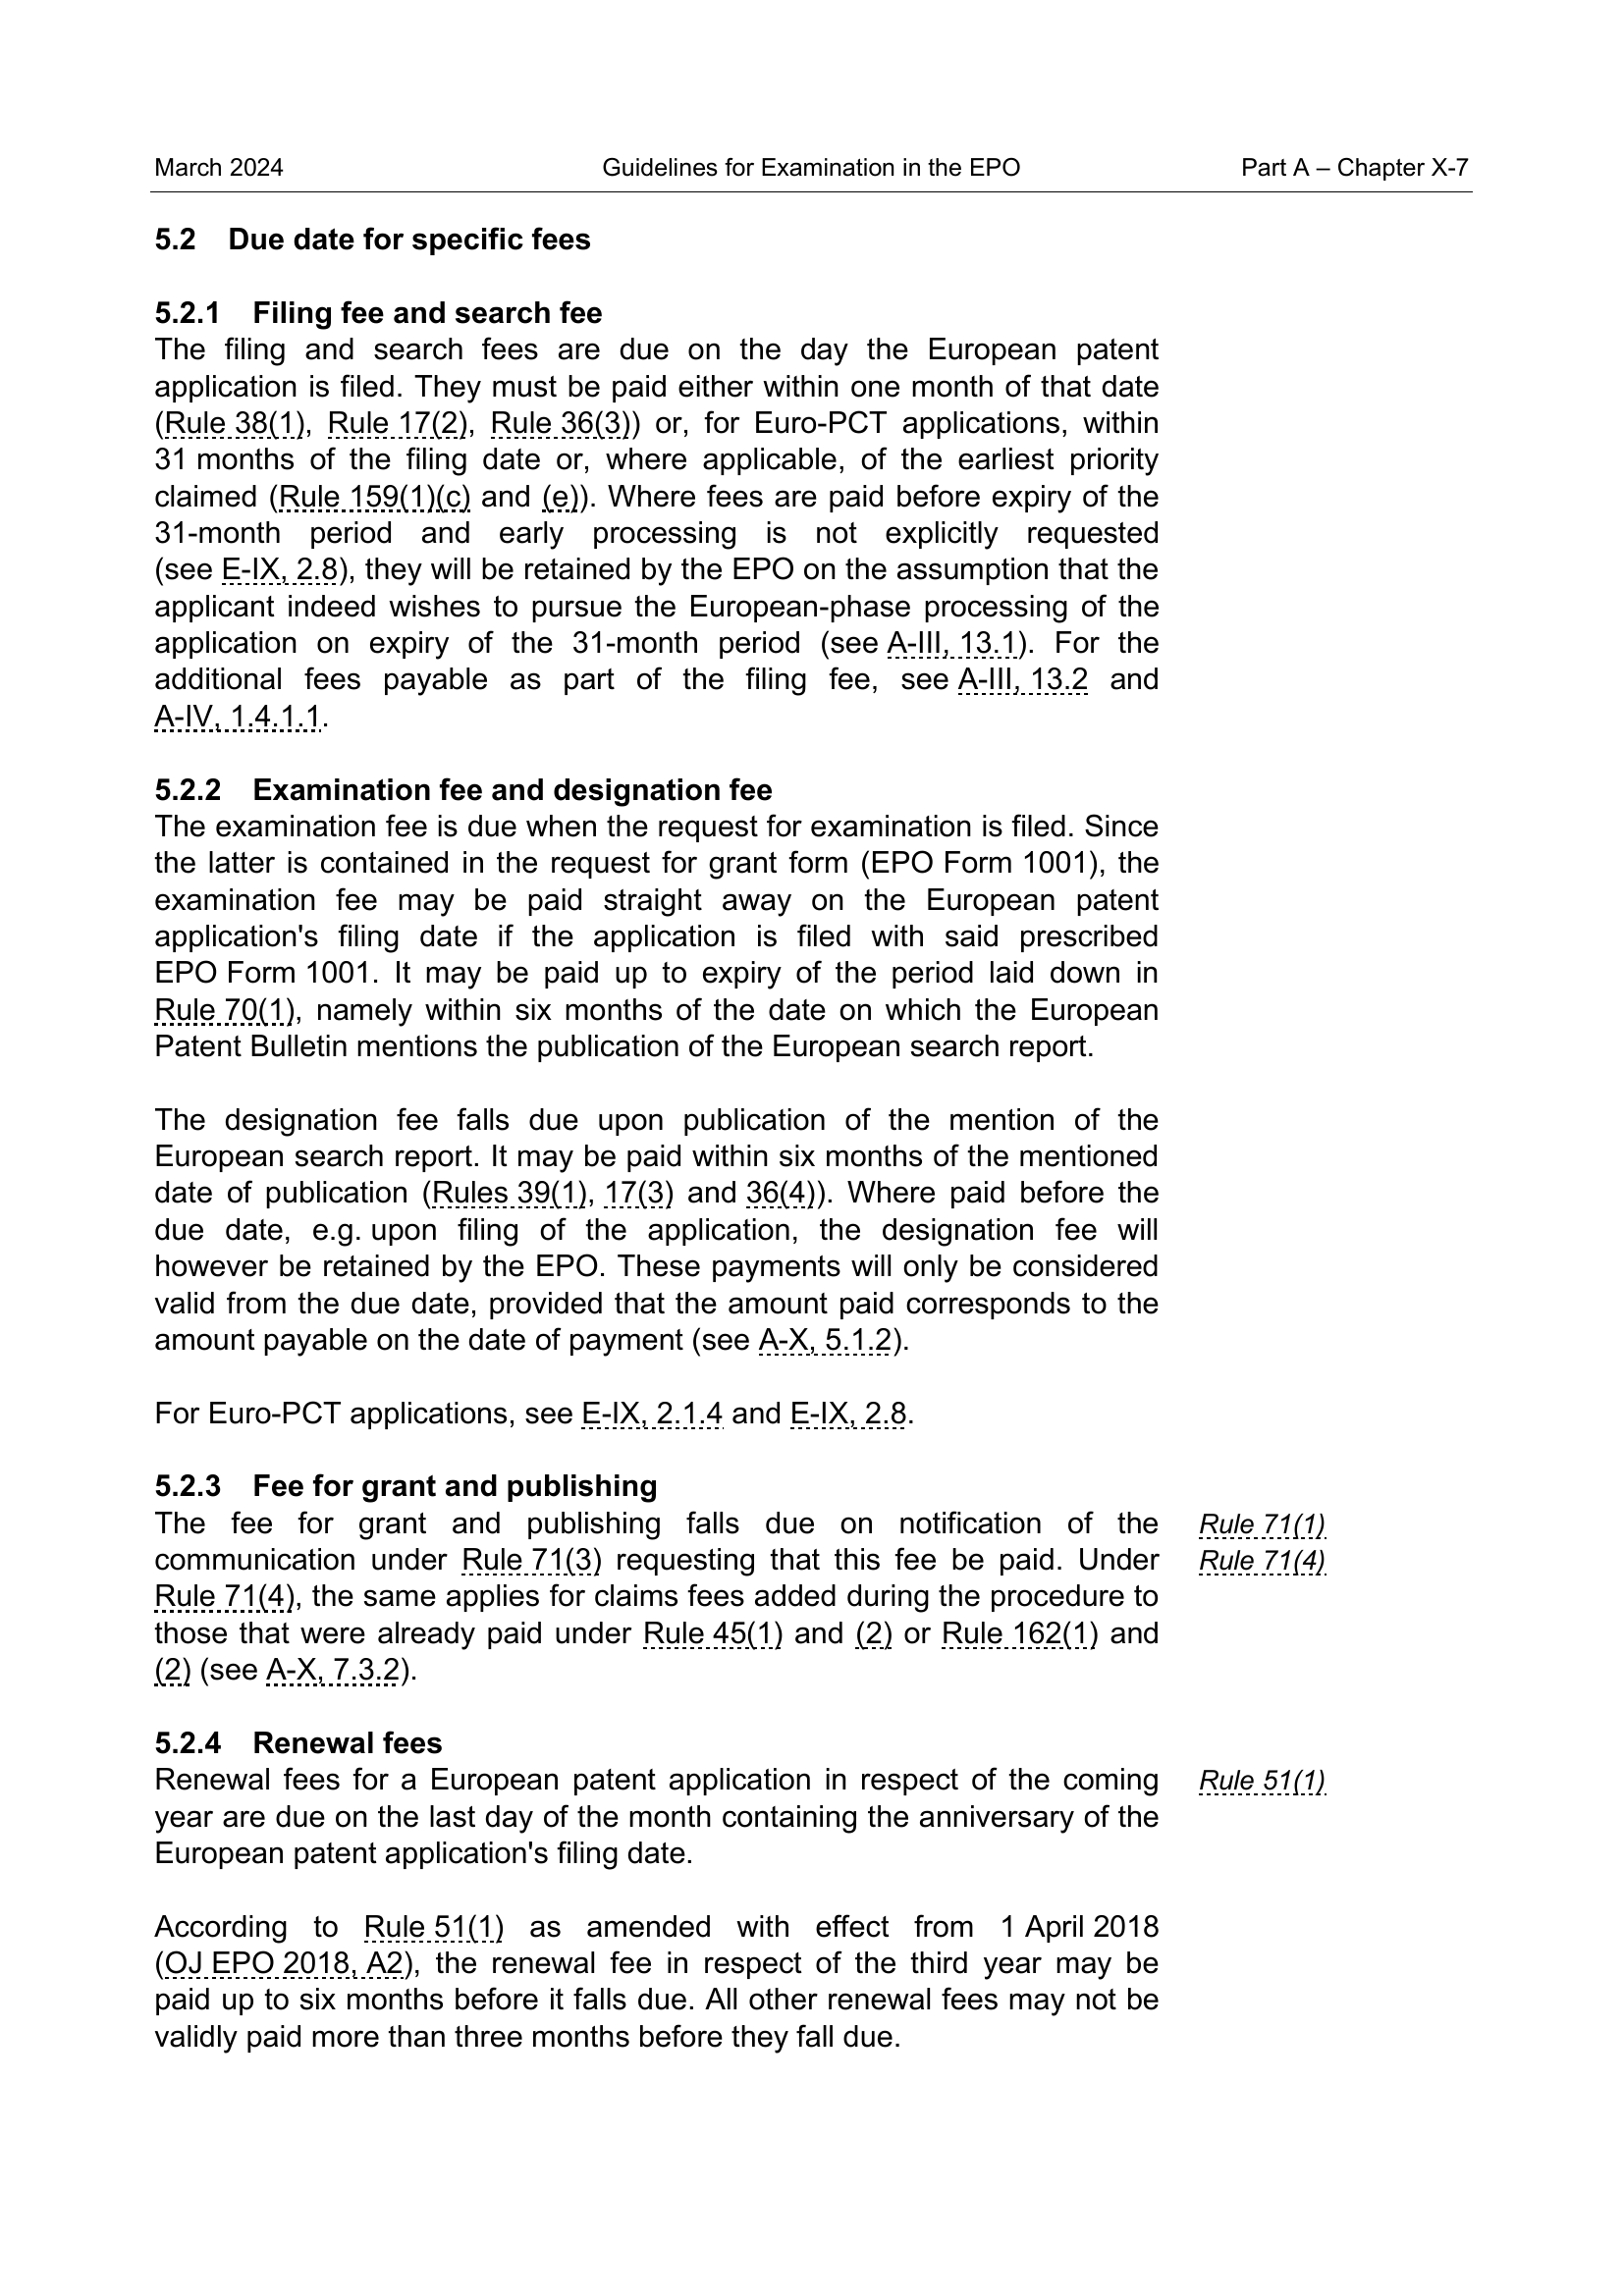 March 2024 Guidelines for Examination in the EPO Part A – Chapter X-7
5.2 Due date for specific fees
5.2.1 Filing fee and search fee
The filing and search fees are due on the day the European patent
application is filed. They must be paid either within one month of that date
(Rule 38(1), Rule 17(2), Rule 36(3)) or, for Euro-PCT applications, within
31 months of the filing date or, where applicable, of the earliest priority
claimed (Rule 159(1)(c) and (e)). Where fees are paid before expiry of the
31-month period and early processing is not explicitly requested
(see E-IX, 2.8), they will be retained by the EPO on the assumption that the
applicant indeed wishes to pursue the European-phase processing of the
application on expiry of the 31-month period (see A-III, 13.1). For the
additional fees payable as part of the filing fee, see A-III, 13.2 and
A-IV, 1.4.1.1.
5.2.2 Examination fee and designation fee
The examination fee is due when the request for examination is filed. Since
the latter is contained in the request for grant form (EPO Form 1001), the
examination fee may be paid straight away on the European patent
application's filing date if the application is filed with said prescribed
EPO Form 1001. It may be paid up to expiry of the period laid down in
Rule 70(1), namely within six months of the date on which the European
Patent Bulletin mentions the publication of the European search report.
The designation fee falls due upon publication of the mention of the
European search report. It may be paid within six months of the mentioned
date of publication (Rules 39(1), 17(3) and 36(4)). Where paid before the
due date, e.g. upon filing of the application, the designation fee will
however be retained by the EPO. These payments will only be considered
valid from the due date, provided that the amount paid corresponds to the
amount payable on the date of payment (see A-X, 5.1.2).
For Euro-PCT applications, see E-IX, 2.1.4 and E-IX, 2.8.
5.2.3 Fee for grant and publishing
The fee for grant and publishing falls due on notification of the Rule 71(1)
communication under Rule 71(3) requesting that this fee be paid. Under Rule 71(4)
Rule 71(4), the same applies for claims fees added during the procedure to
those that were already paid under Rule 45(1) and (2) or Rule 162(1) and
(2) (see A-X, 7.3.2).
5.2.4 Renewal fees
Renewal fees for a European patent application in respect of the coming Rule 51(1)
year are due on the last day of the month containing the anniversary of the
European patent application's filing date.
According to Rule 51(1) as amended with effect from 1 April 2018
(OJ EPO 2018, A2), the renewal fee in respect of the third year may be
paid up to six months before it falls due. All other renewal fees may not be
validly paid more than three months before they fall due.